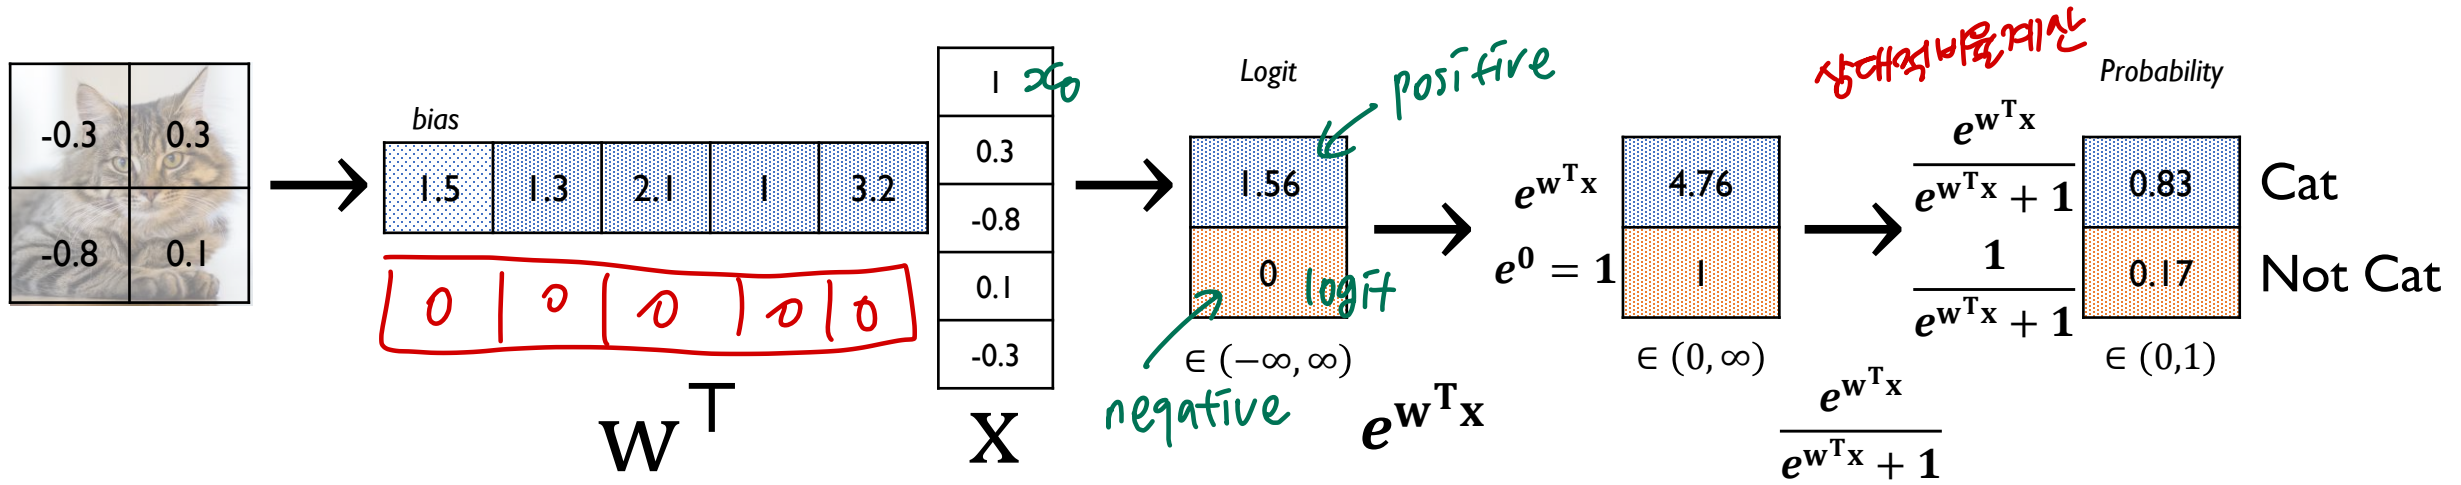 -0.3 0.3
-0.8 0.1
bias
1.5 1.3 2.1 1 3.2
0 0 0 0 0
w^T
1 x₀
0.3
-0.8
0.1
-0.3
x
Logit
positive
1.56
0 logit
∈ (−∞, ∞)
negative
e^{w^T x}
e^{w^T x} 4.76
e^0 = 1 1
∈ (0, ∞)
상대적 비율 계산
Probability
e^{w^T x} / (e^{w^T x} + 1) 0.83 Cat
1 / (e^{w^T x} + 1) 0.17 Not Cat
∈ (0,1)
e^{w^T x} / (e^{w^T x} + 1)